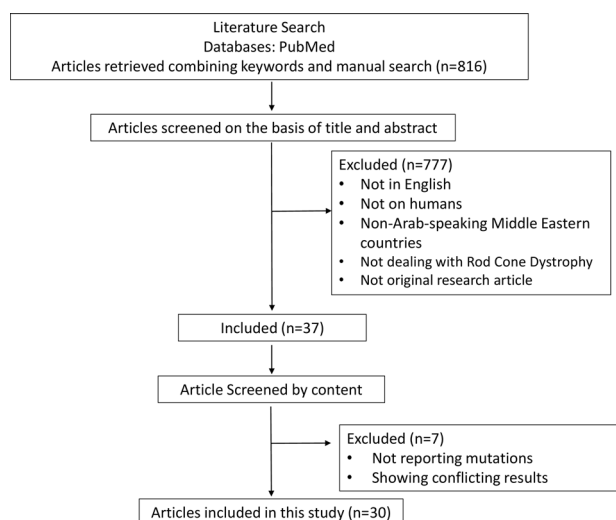 Literature Search
Databases: PubMed
Articles retrieved combining keywords and manual search (n=816)
Articles screened on the basis of title and abstract
Excluded (n=777)
• Not in English
• Not on humans
• Non-Arab-speaking Middle Eastern
countries
• Not dealing with Rod Cone Dystrophy
• Not original research article
Included (n=37)
Article Screened by content
Excluded (n=7)
• Not reporting mutations
• Showing conflicting results
Articles included in this study (n=30)